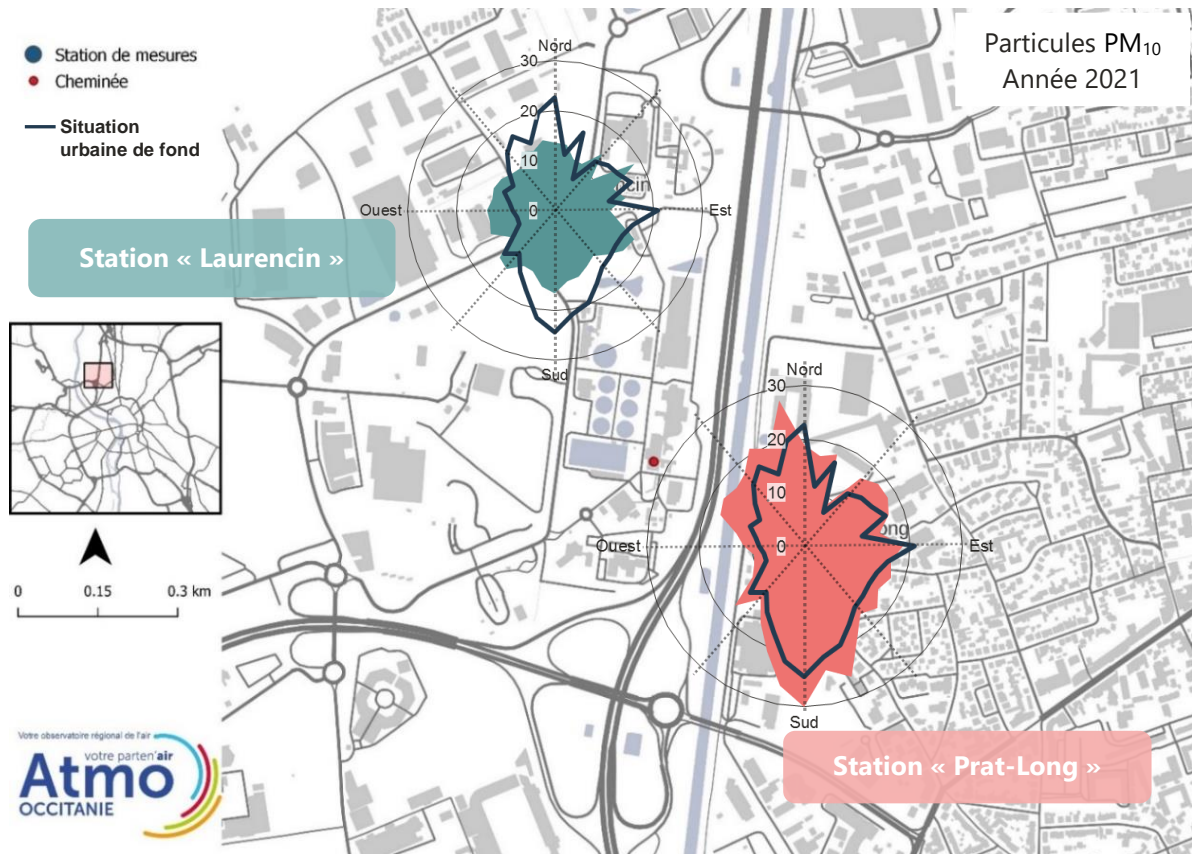 Station de mesures
Cheminée
Situation
urbaine de fond
Particules PM₁₀
Année 2021
Nord
30
20
10
0
Ouest
Est
Sud
cin
Station « Laurencin »
Nord
30
20
10
0
Ouest
Est
Sud
ong
Station « Prat-Long »
0
0.15
0.3 km
Votre observatoire régional de l'air
votre parten'air
Atmo
OCCITANIE